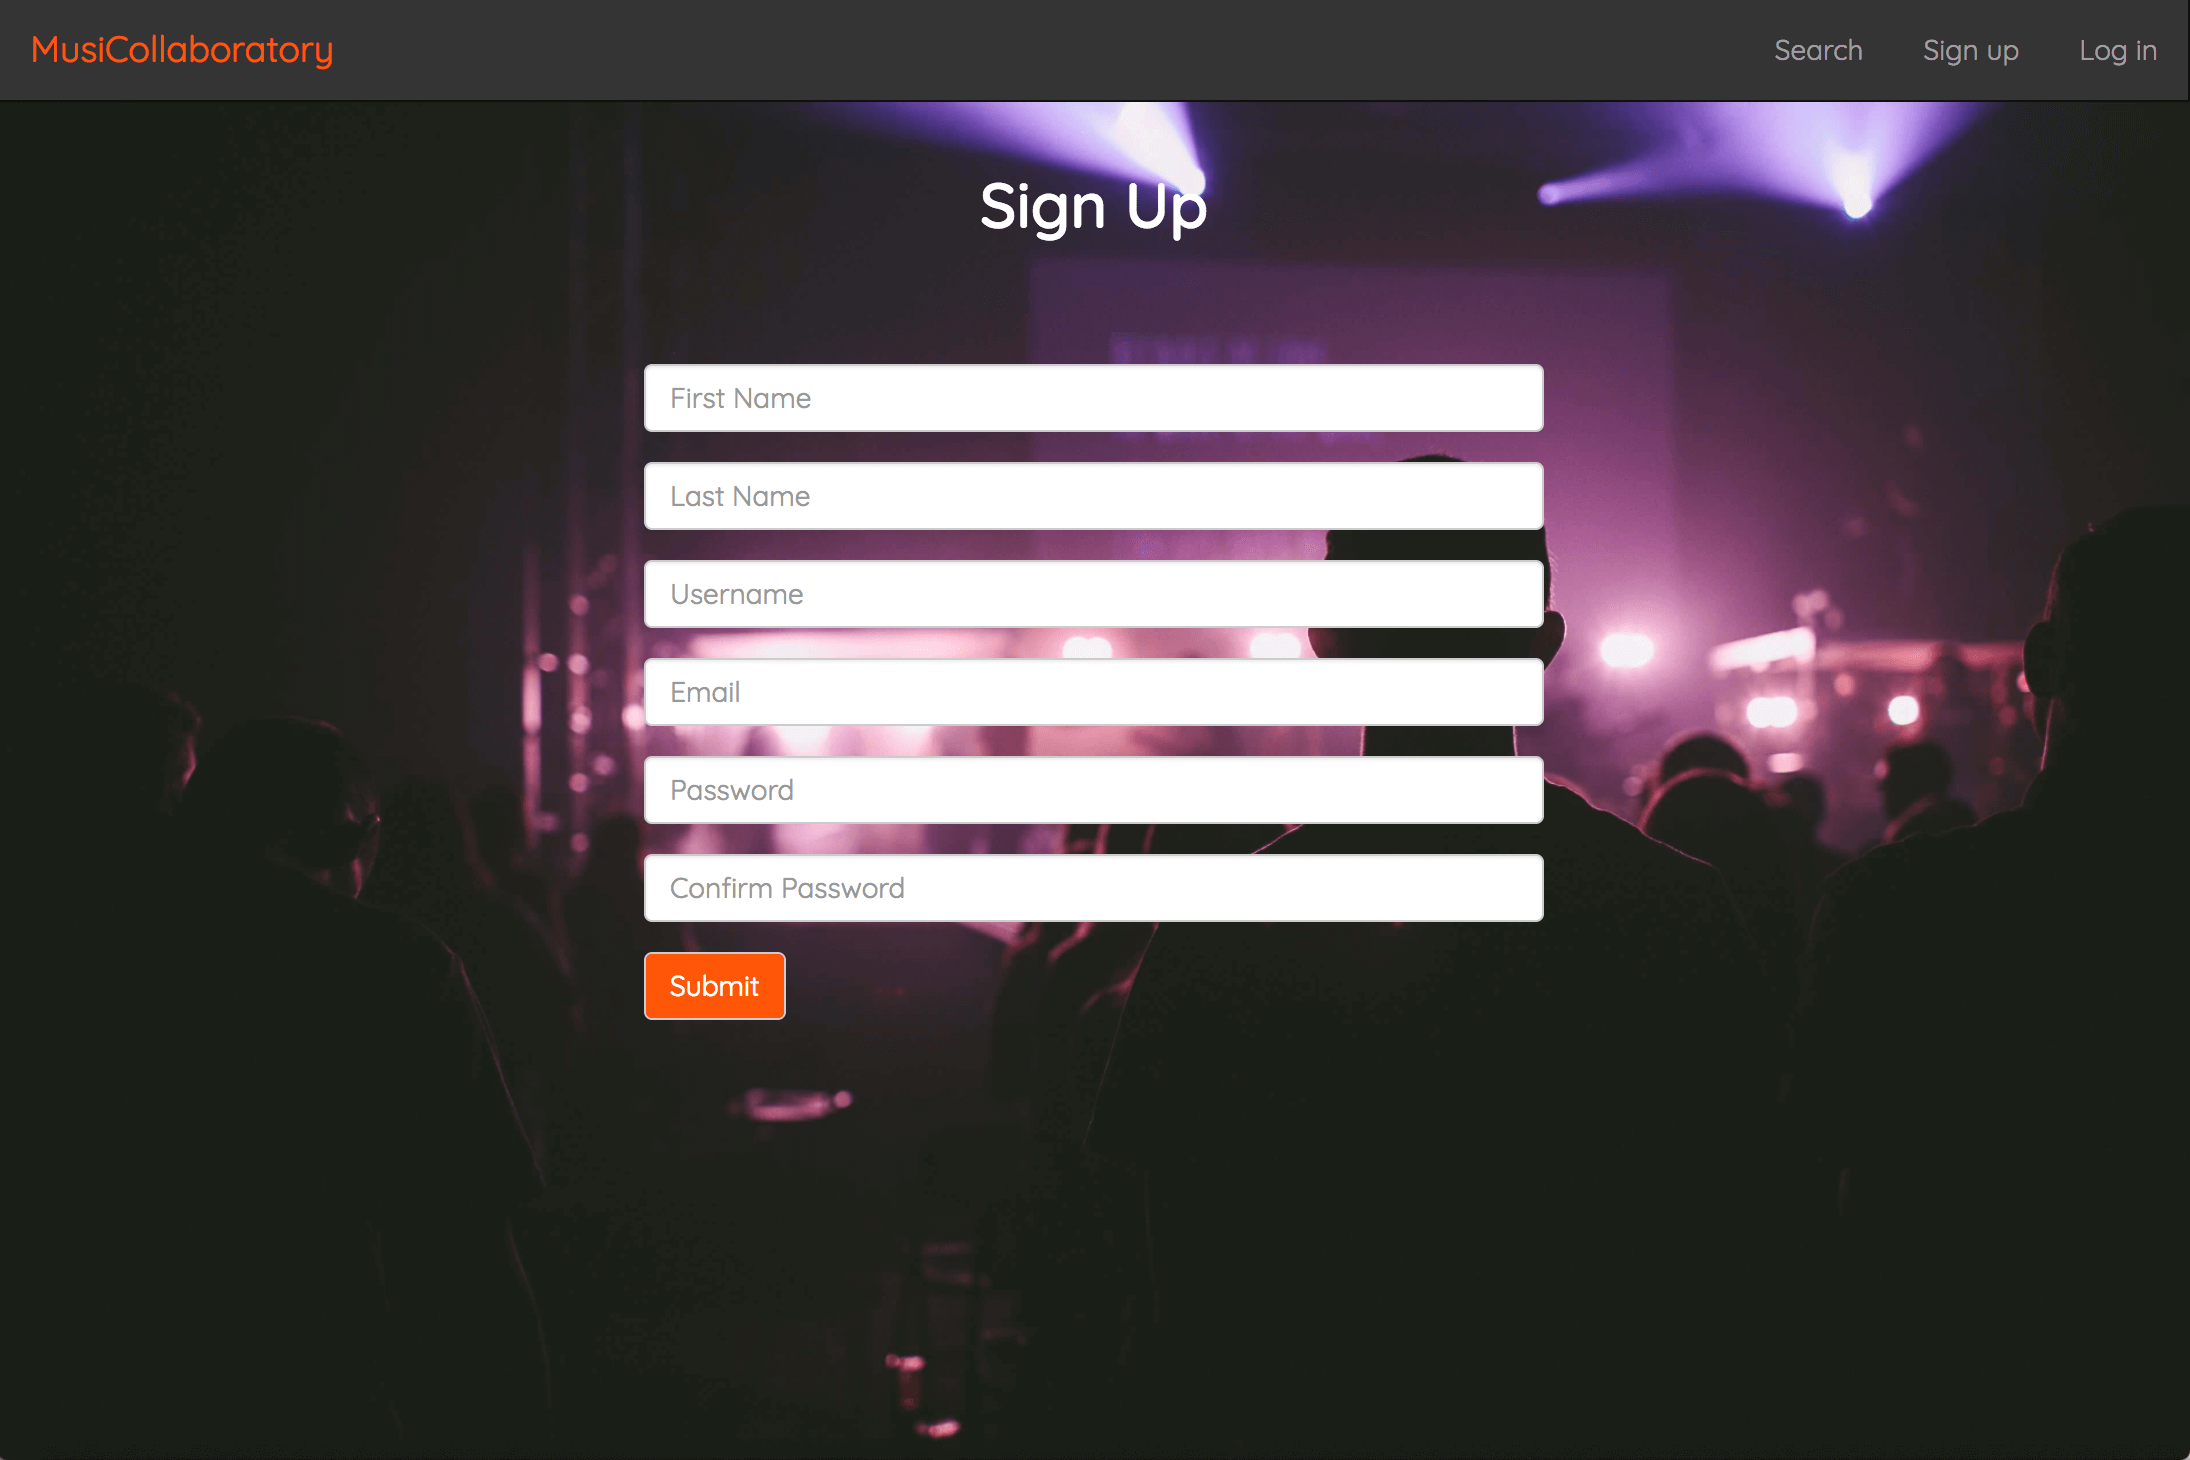 MusiCollaboratory Search Sign up Log in
Sign Up
First Name
Last Name
Username
Email
Password
Confirm Password
Submit